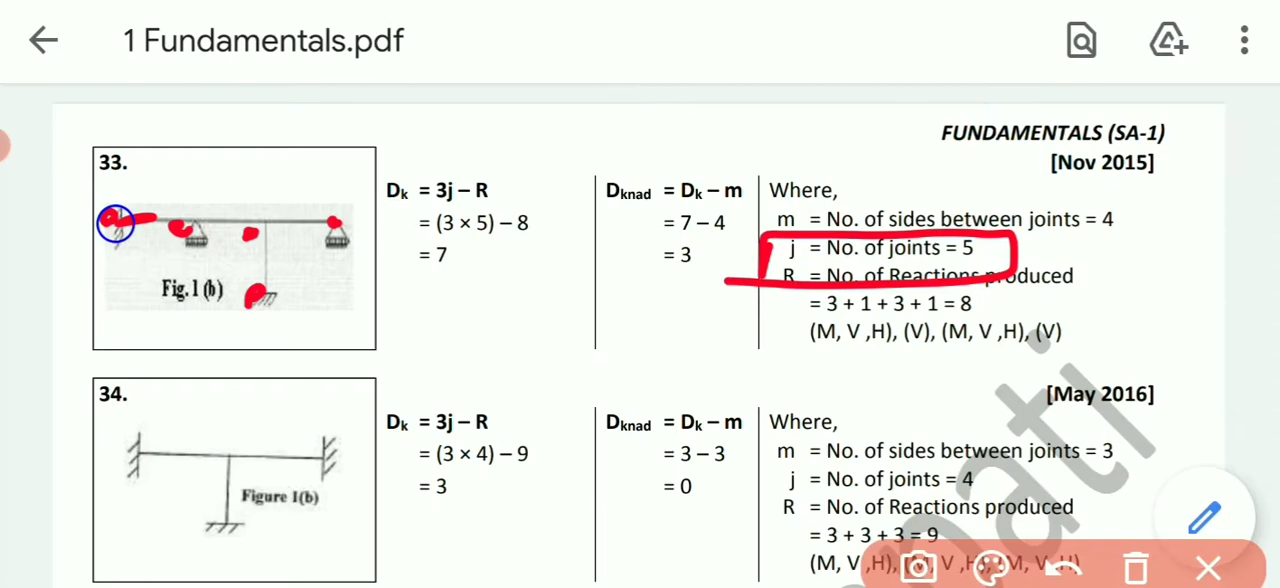 1 Fundamentals.pdf
FUNDAMENTALS (SA-1)
[Nov 2015]
33.
Fig.1 (b)
Dk = 3j – R
= (3 × 5) – 8
= 7
Dknad = Dk – m
= 7 – 4
= 3
Where,
m = No. of sides between joints = 4
j = No. of joints = 5
R = No. of Reactions produced
= 3 + 1 + 3 + 1 = 8
(M, V ,H), (V), (M, V ,H), (V)
[May 2016]
34.
Figure 1(b)
Dk = 3j – R
= (3 × 4) – 9
= 3
Dknad = Dk – m
= 3 – 3
= 0
Where,
m = No. of sides between joints = 3
j = No. of joints = 4
R = No. of Reactions produced
= 3 + 3 + 3 = 9
(M, V ,H), (M, V ,H), (M, V ,H)